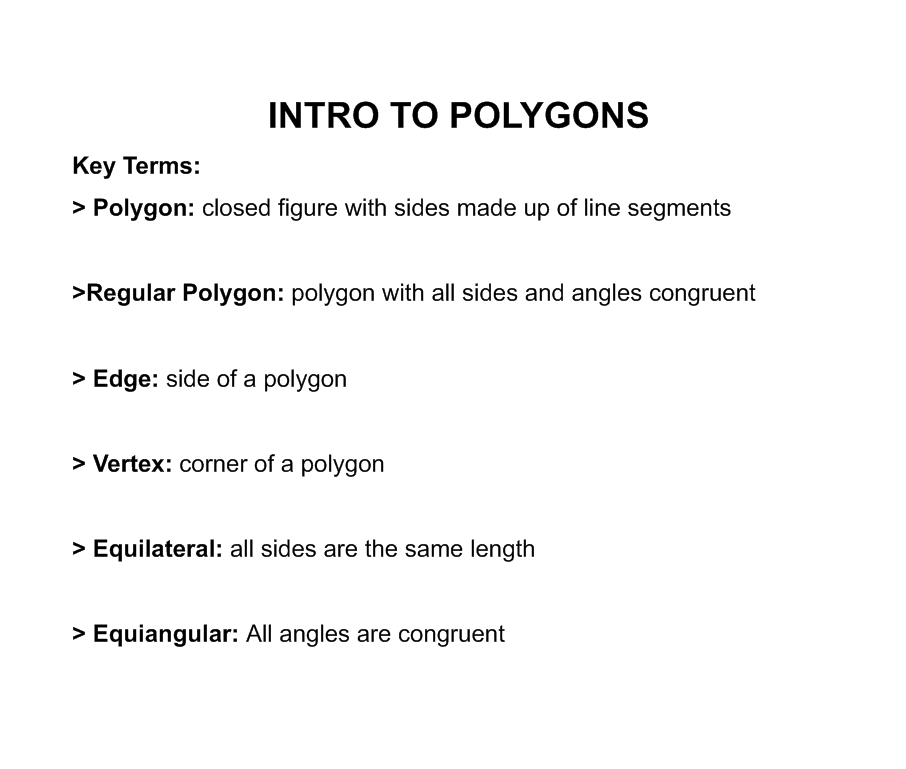 INTRO TO POLYGONS
Key Terms:
> Polygon: closed figure with sides made up of line segments
>Regular Polygon: polygon with all sides and angles congruent
> Edge: side of a polygon
> Vertex: corner of a polygon
> Equilateral: all sides are the same length
> Equiangular: All angles are congruent